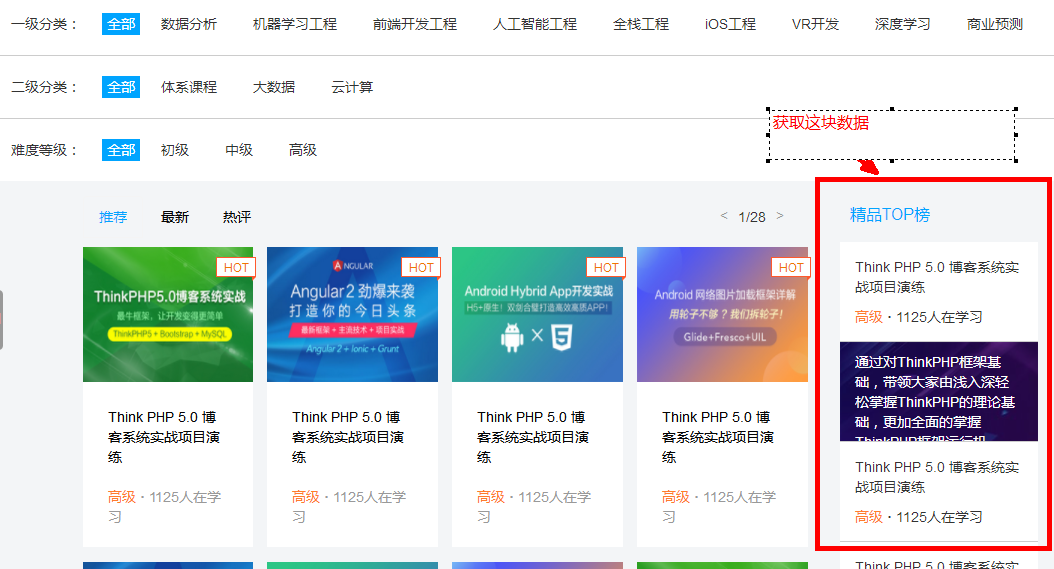 一级分类： 全部 数据分析 机器学习工程 前端开发工程 人工智能工程 全栈工程 iOS工程 VR开发 深度学习 商业预测
二级分类： 全部 体系课程 大数据 云计算
获取这块数据
难度等级： 全部 初级 中级 高级
推荐 最新 热评
< 1/28 >
HOT
ThinkPHP5.0博客系统实战
最牛框架，让开发变得更简单
ThinkPHP5 + Bootstrap + MySQL
Think PHP 5.0 博
客系统实战项目演
练
高级・1125人在学
习
ANGULAR
HOT
Angular2 劲爆来袭
打造你的今日头条
最新框架 + 主流技术 + 项目实战
Angular2 + Ionic + Grunt
Think PHP 5.0 博
客系统实战项目演
练
高级・1125人在学
习
HOT
Android Hybrid App开发实战
H5+原生！双剑合璧打造高效高质APP！
Think PHP 5.0 博
客系统实战项目演
练
高级・1125人在学
习
HOT
Android 网络图片加载框架详解
用轮子不够？我们拆轮子！
Glide+Fresco+UIL
Think PHP 5.0 博
客系统实战项目演
练
高级・1125人在学
习
精品TOP榜
Think PHP 5.0 博客系统实
战项目演练
高级・1125人在学习
通过对ThinkPHP框架基
础，带领大家由浅入深轻
松掌握ThinkPHP的理论基
础，更加全面的掌握
ThinkPHP框架运行机
Think PHP 5.0 博客系统实
战项目演练
高级・1125人在学习
Think PHP 5.0 博客系统实